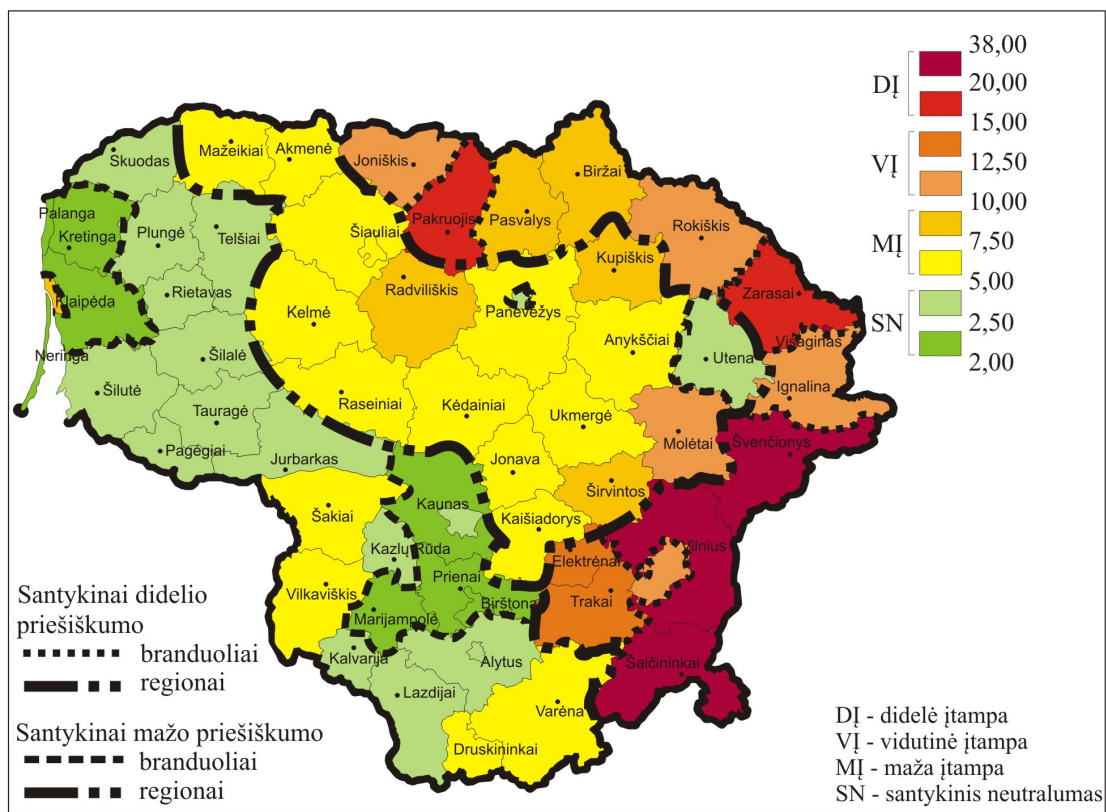 38,00
DĮ
20,00
15,00
VĮ
12,50
10,00
MĮ
7,50
5,00
SN
2,50
2,00
Skuodas
Mažeikiai
Akmenė
Joniškis
Biržai
Palanga
Kretinga
Plungė
Telšiai
Šiauliai
Pakruojis
Pasvalys
Rokiškis
Klaipėda
Rietavas
Radviliškis
Kupiškis
Zarasai
Kelmė
Panevėžys
Visaginas
Neringa
Šilalė
Anykščiai
Utena
Šilutė
Raseiniai
Kėdainiai
Ignalina
Tauragė
Ukmergė
Molėtai
Švenčionys
Pagėgiai
Jurbarkas
Jonava
Širvintos
Kaunas
Šakiai
Kaišiadorys
Kazlų Rūda
Elektrėnai
Vilnius
Vilkaviškis
Prienai
Birštonas
Trakai
Marijampolė
Kalvarija
Alytus
Šalčininkai
Lazdijai
Varėna
Druskininkai
Santykinai didelio
priešiškumo
branduoliai
regionai
Santykinai mažo priešiškumo
branduoliai
regionai
DĮ - didelė įtampa
VĮ - vidutinė įtampa
MĮ - maža įtampa
SN - santykinis neutralumas